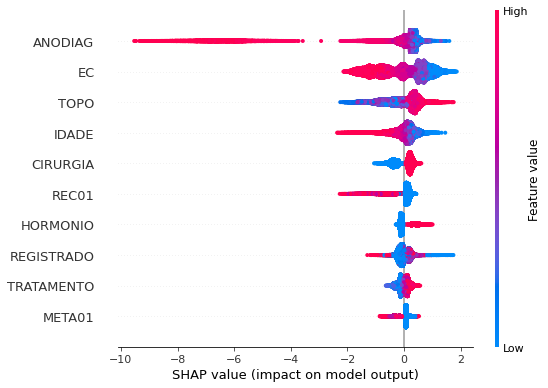 High
ANODIAG
EC
TOPO
IDADE
CIRURGIA
REC01
HORMONIO
REGISTRADO
TRATAMENTO
META01
Feature value
Low
−10 −8 −6 −4 −2 0 2
SHAP value (impact on model output)